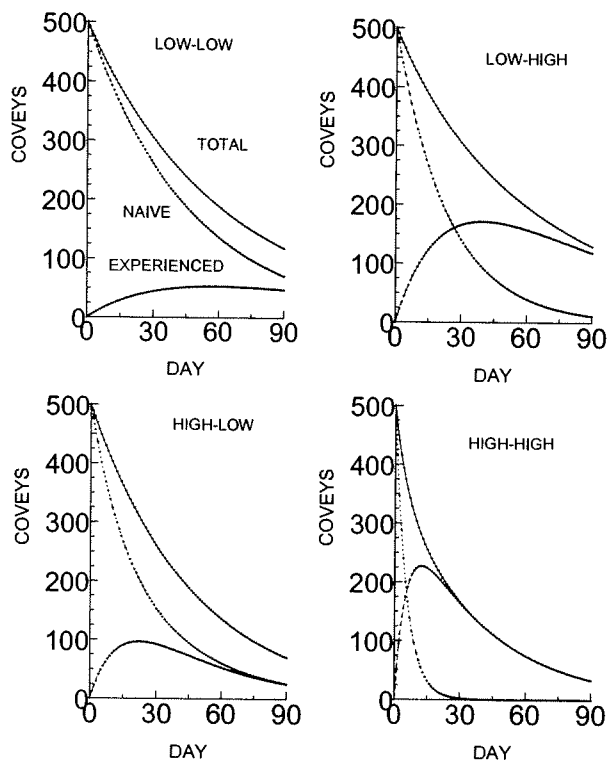 COVEYS
500
400
300
200
100
0
LOW-LOW
TOTAL
NAIVE
EXPERIENCED
0 30 60 90
DAY
COVEYS
500
400
300
200
100
0
LOW-HIGH
0 30 60 90
DAY
COVEYS
500
400
300
200
100
0
HIGH-LOW
0 30 60 90
DAY
COVEYS
500
400
300
200
100
0
HIGH-HIGH
0 30 60 90
DAY